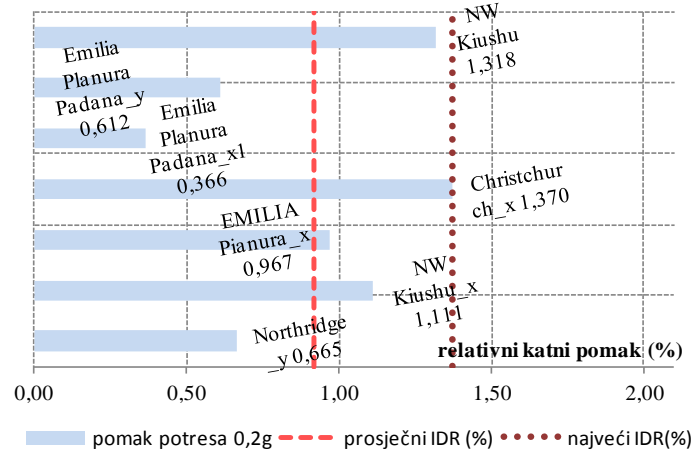 NW
Kiushu
1,318
Emilia
Planura
Padana_y
0,612
Emilia
Planura
Padana_x1
0,366
Christchur
ch_x 1,370
EMILIA
Pianura_x
0,967
NW
Kiushu_x
1,111
Northridge
_y 0,665
relativni katni pomak (%)
0,00 0,50 1,00 1,50 2,00
pomak potresa 0,2g prosječni IDR (%) najveći IDR(%)